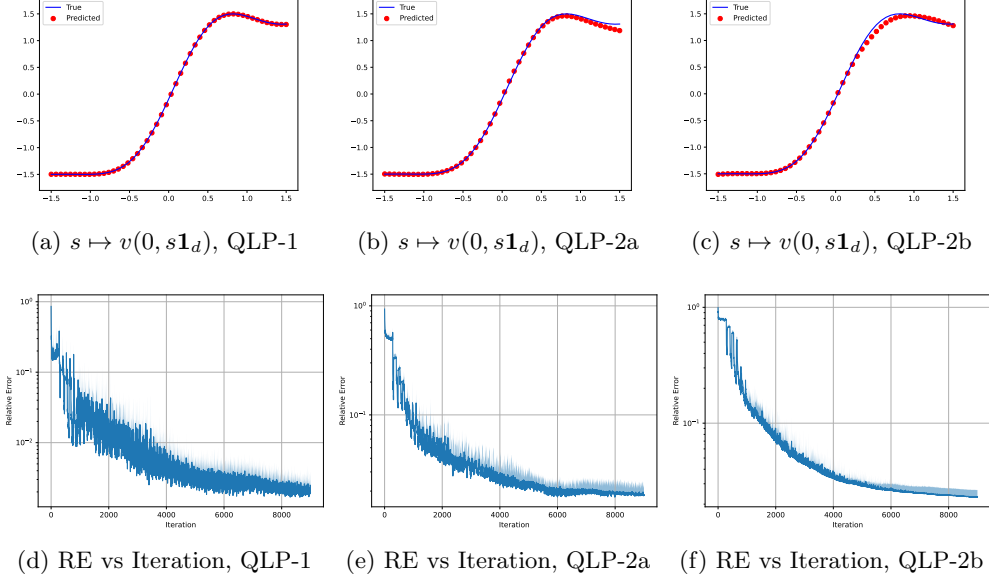 True
Predicted
1.5
1.0
0.5
0.0
−0.5
−1.0
−1.5
−1.5 −1.0 −0.5 0.0 0.5 1.0 1.5
True
Predicted
1.5
1.0
0.5
0.0
−0.5
−1.0
−1.5
−1.5 −1.0 −0.5 0.0 0.5 1.0 1.5
True
Predicted
1.5
1.0
0.5
0.0
−0.5
−1.0
−1.5
−1.5 −1.0 −0.5 0.0 0.5 1.0 1.5
(a) s ↦ v(0, s𝟏_d), QLP-1
(b) s ↦ v(0, s𝟏_d), QLP-2a
(c) s ↦ v(0, s𝟏_d), QLP-2b
Relative Error
10⁰
10⁻¹
10⁻²
0 2000 4000 6000 8000
Iteration
Relative Error
10⁰
10⁻¹
0 2000 4000 6000 8000
Iteration
Relative Error
10⁰
10⁻¹
0 2000 4000 6000 8000
Iteration
(d) RE vs Iteration, QLP-1
(e) RE vs Iteration, QLP-2a
(f) RE vs Iteration, QLP-2b